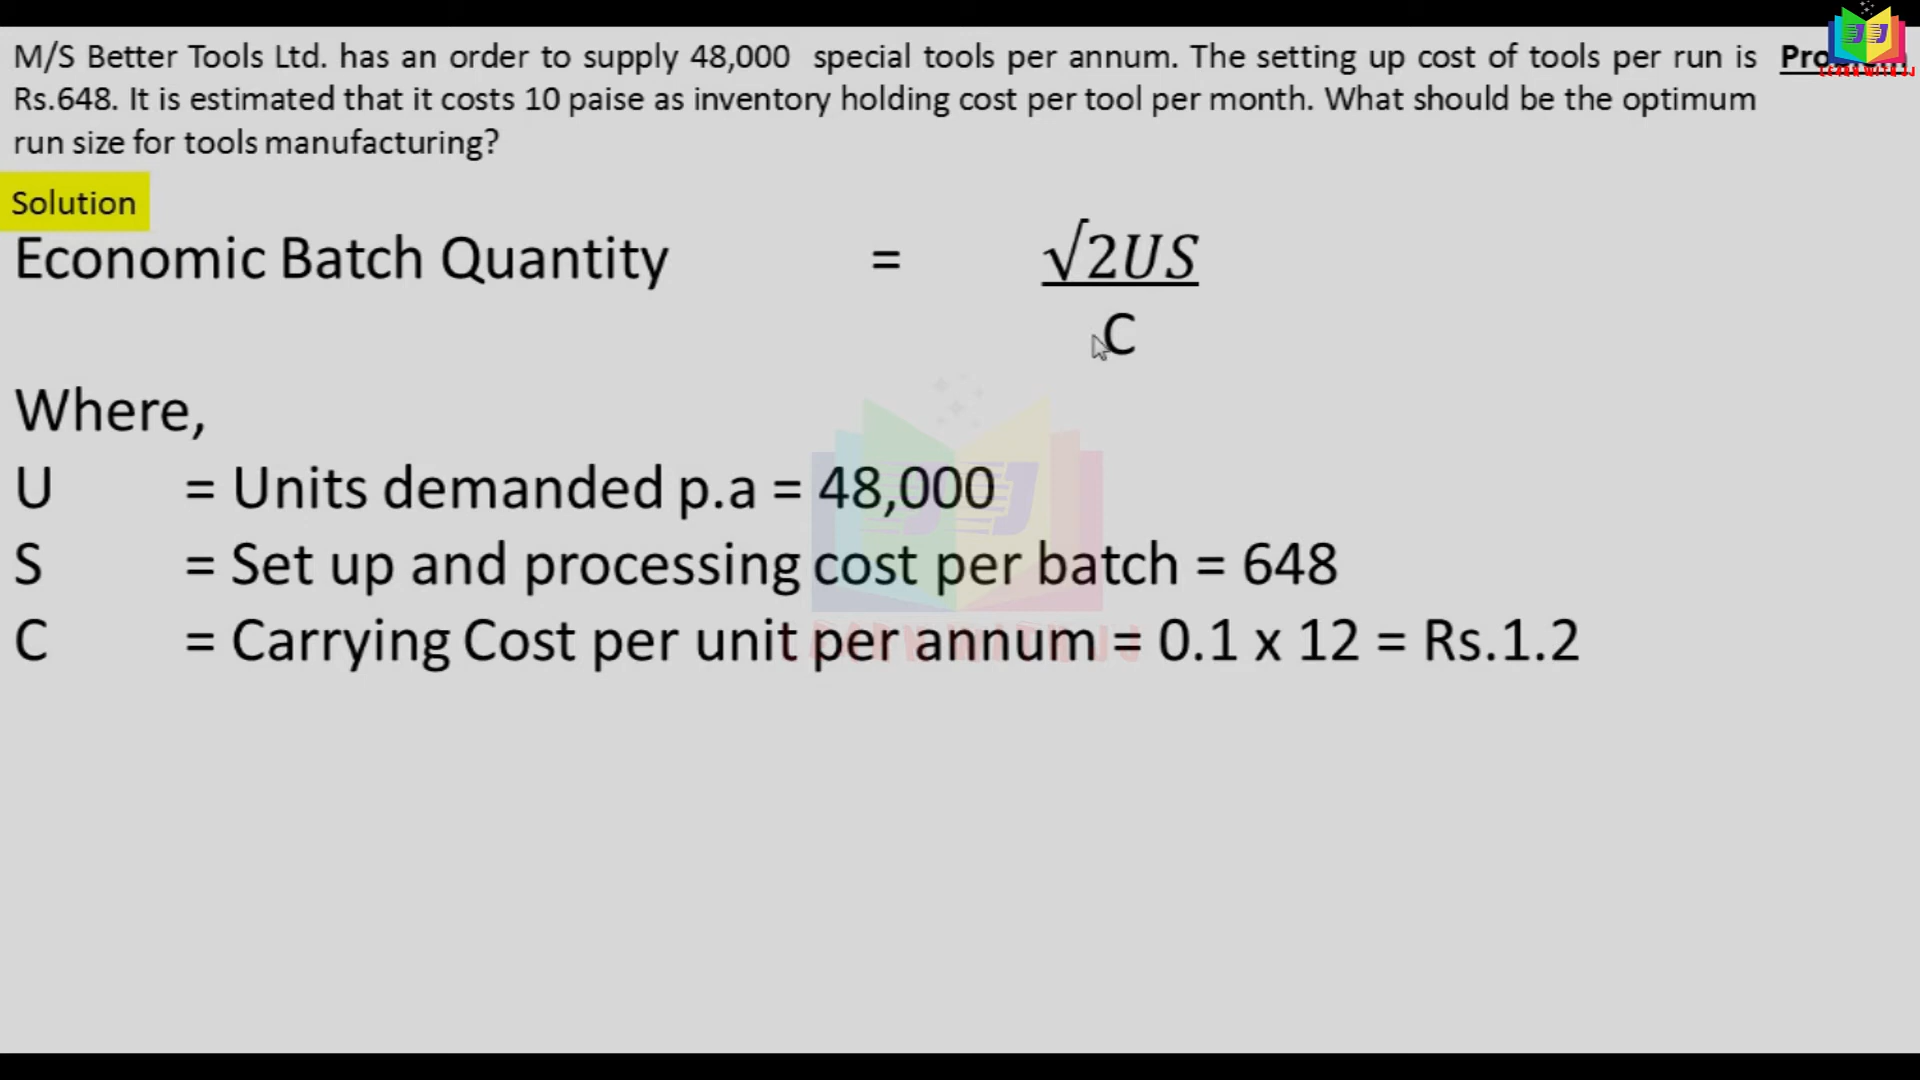 M/S Better Tools Ltd. has an order to supply 48,000 special tools per annum. The setting up cost of tools per run is
Rs.648. It is estimated that it costs 10 paise as inventory holding cost per tool per month. What should be the optimum
run size for tools manufacturing?
LEARN WITH JJ
Solution
Economic Batch Quantity = √2US
C
Where,
U = Units demanded p.a = 48,000
S = Set up and processing cost per batch = 648
C = Carrying Cost per unit per annum = 0.1 x 12 = Rs.1.2